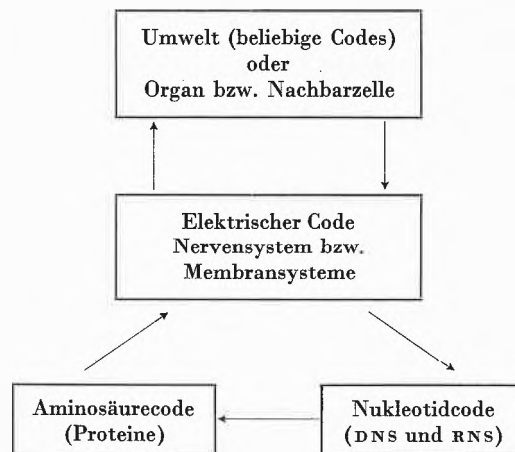 Umwelt (beliebige Codes)
oder
Organ bzw. Nachbarzelle
Elektrischer Code
Nervensystem bzw.
Membransysteme
Aminosäurecode
(Proteine)
Nukleotidcode
(DNS und RNS)